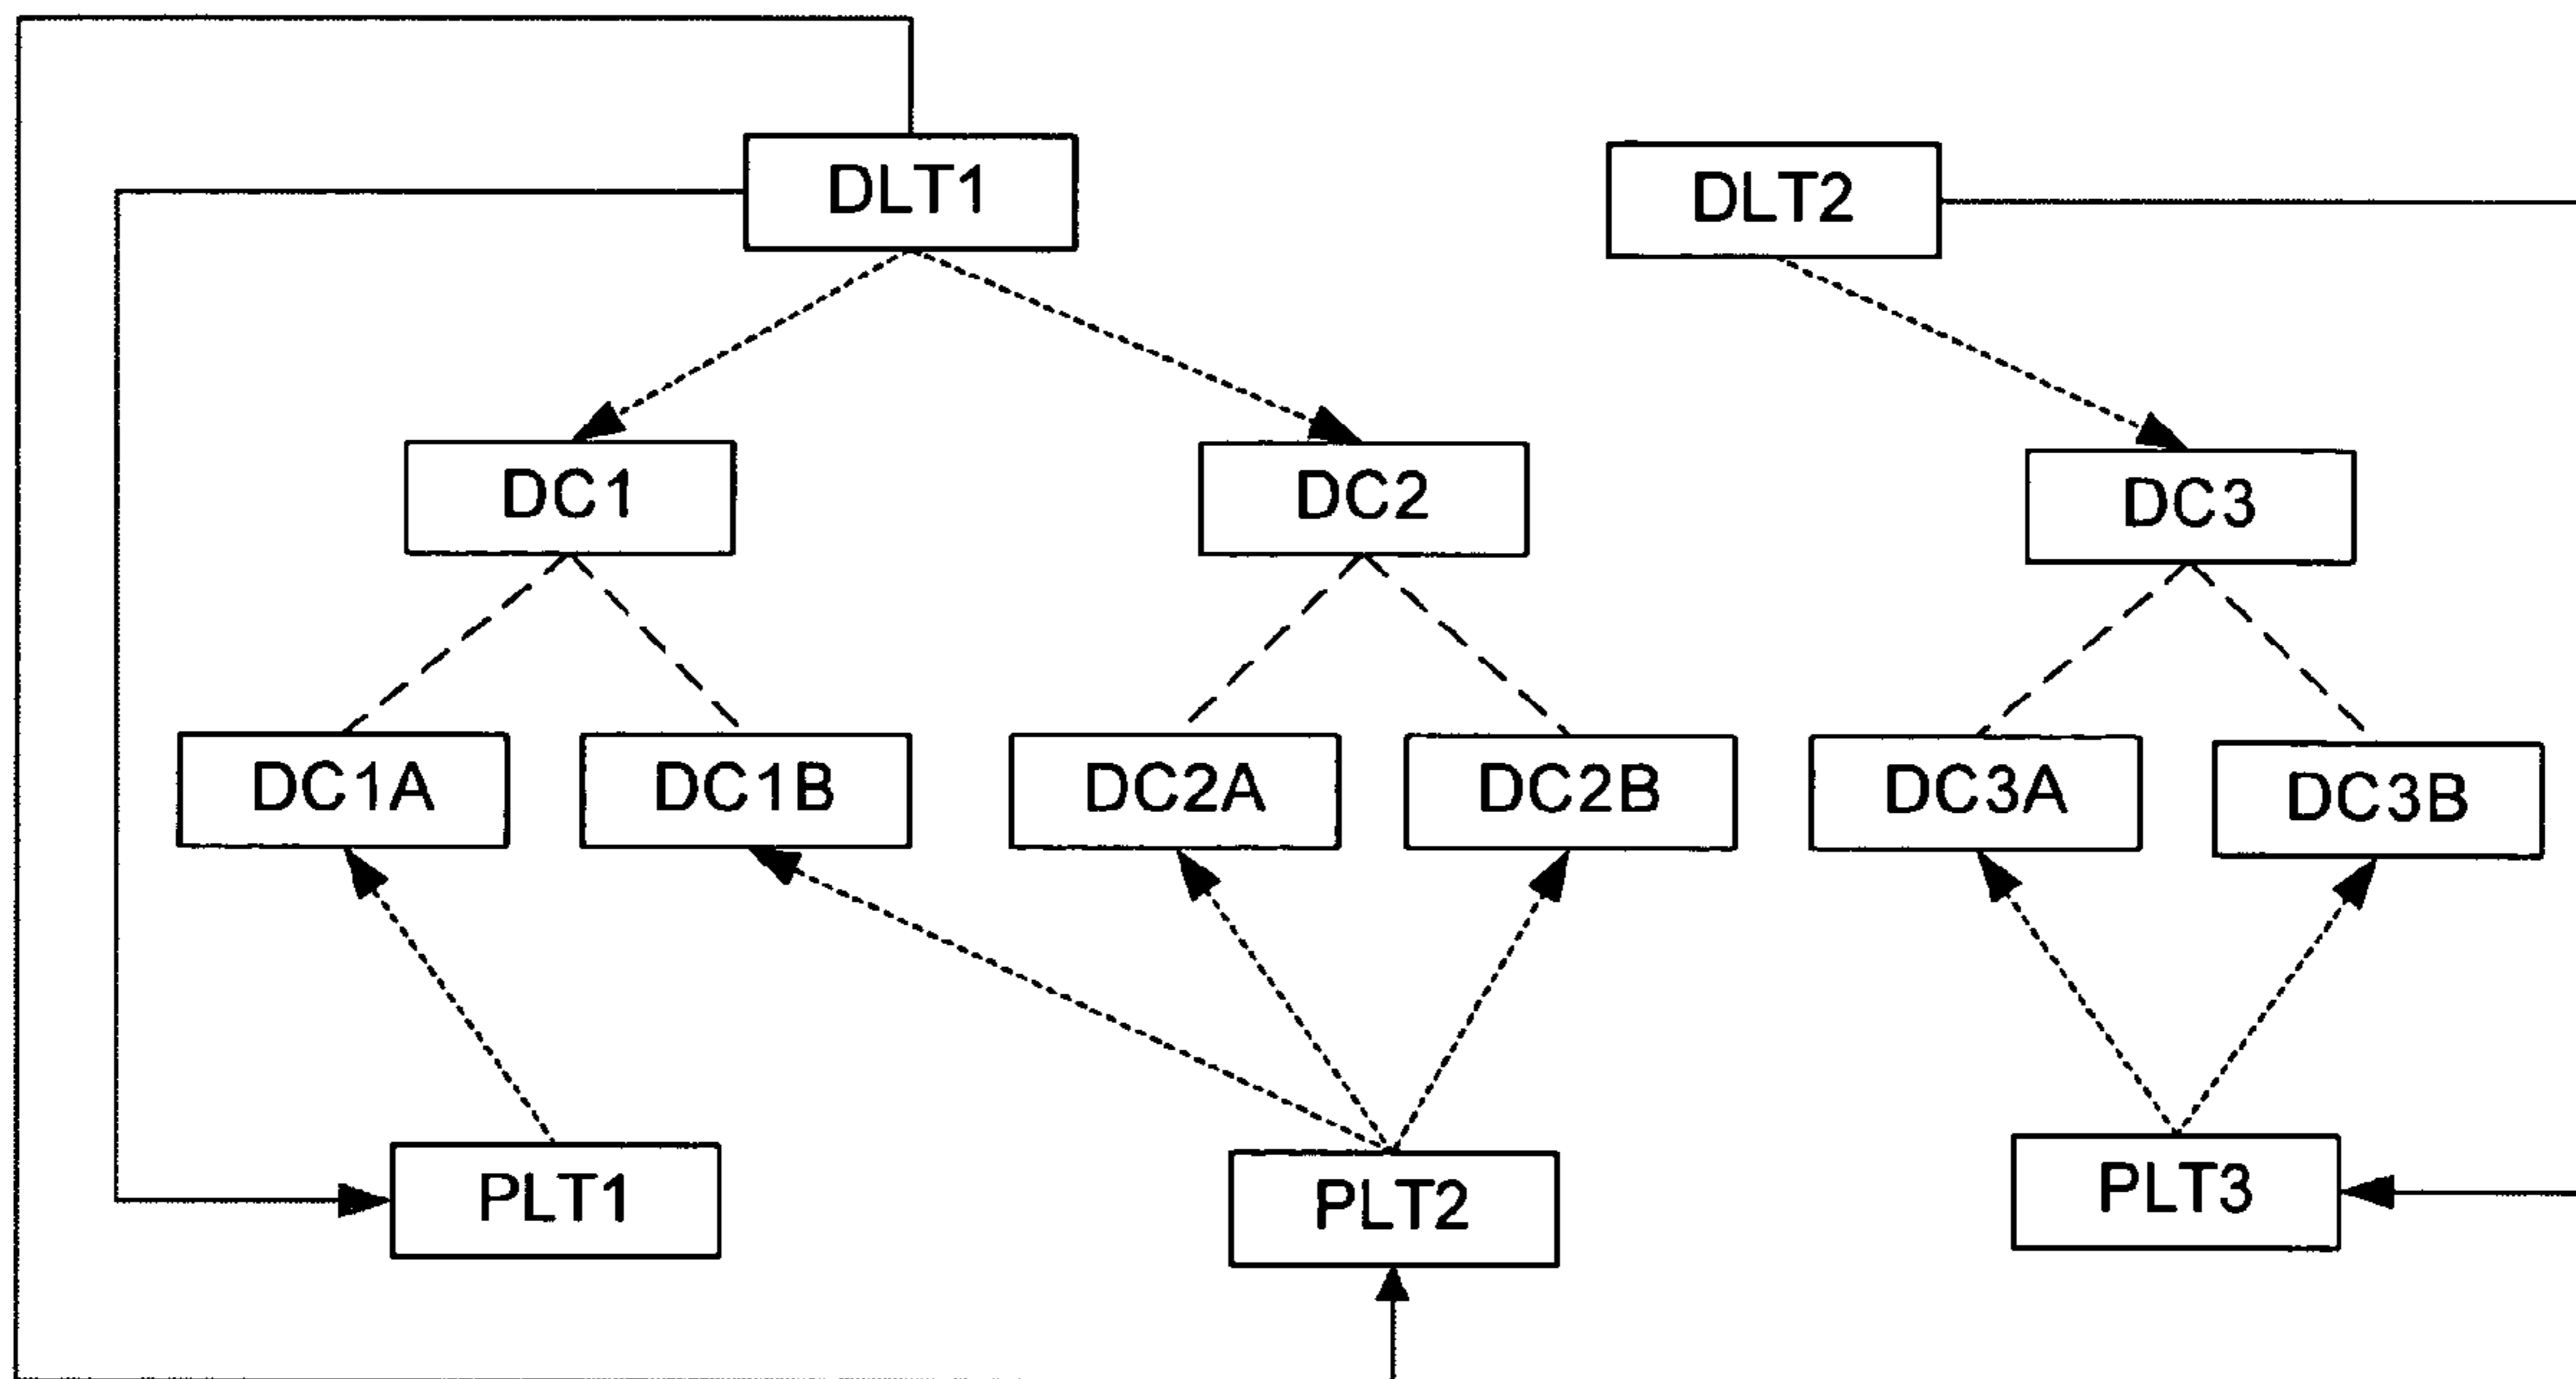 DLT1
DLT2
DC1
DC2
DC3
DC1A
DC1B
DC2A
DC2B
DC3A
DC3B
PLT1
PLT2
PLT3